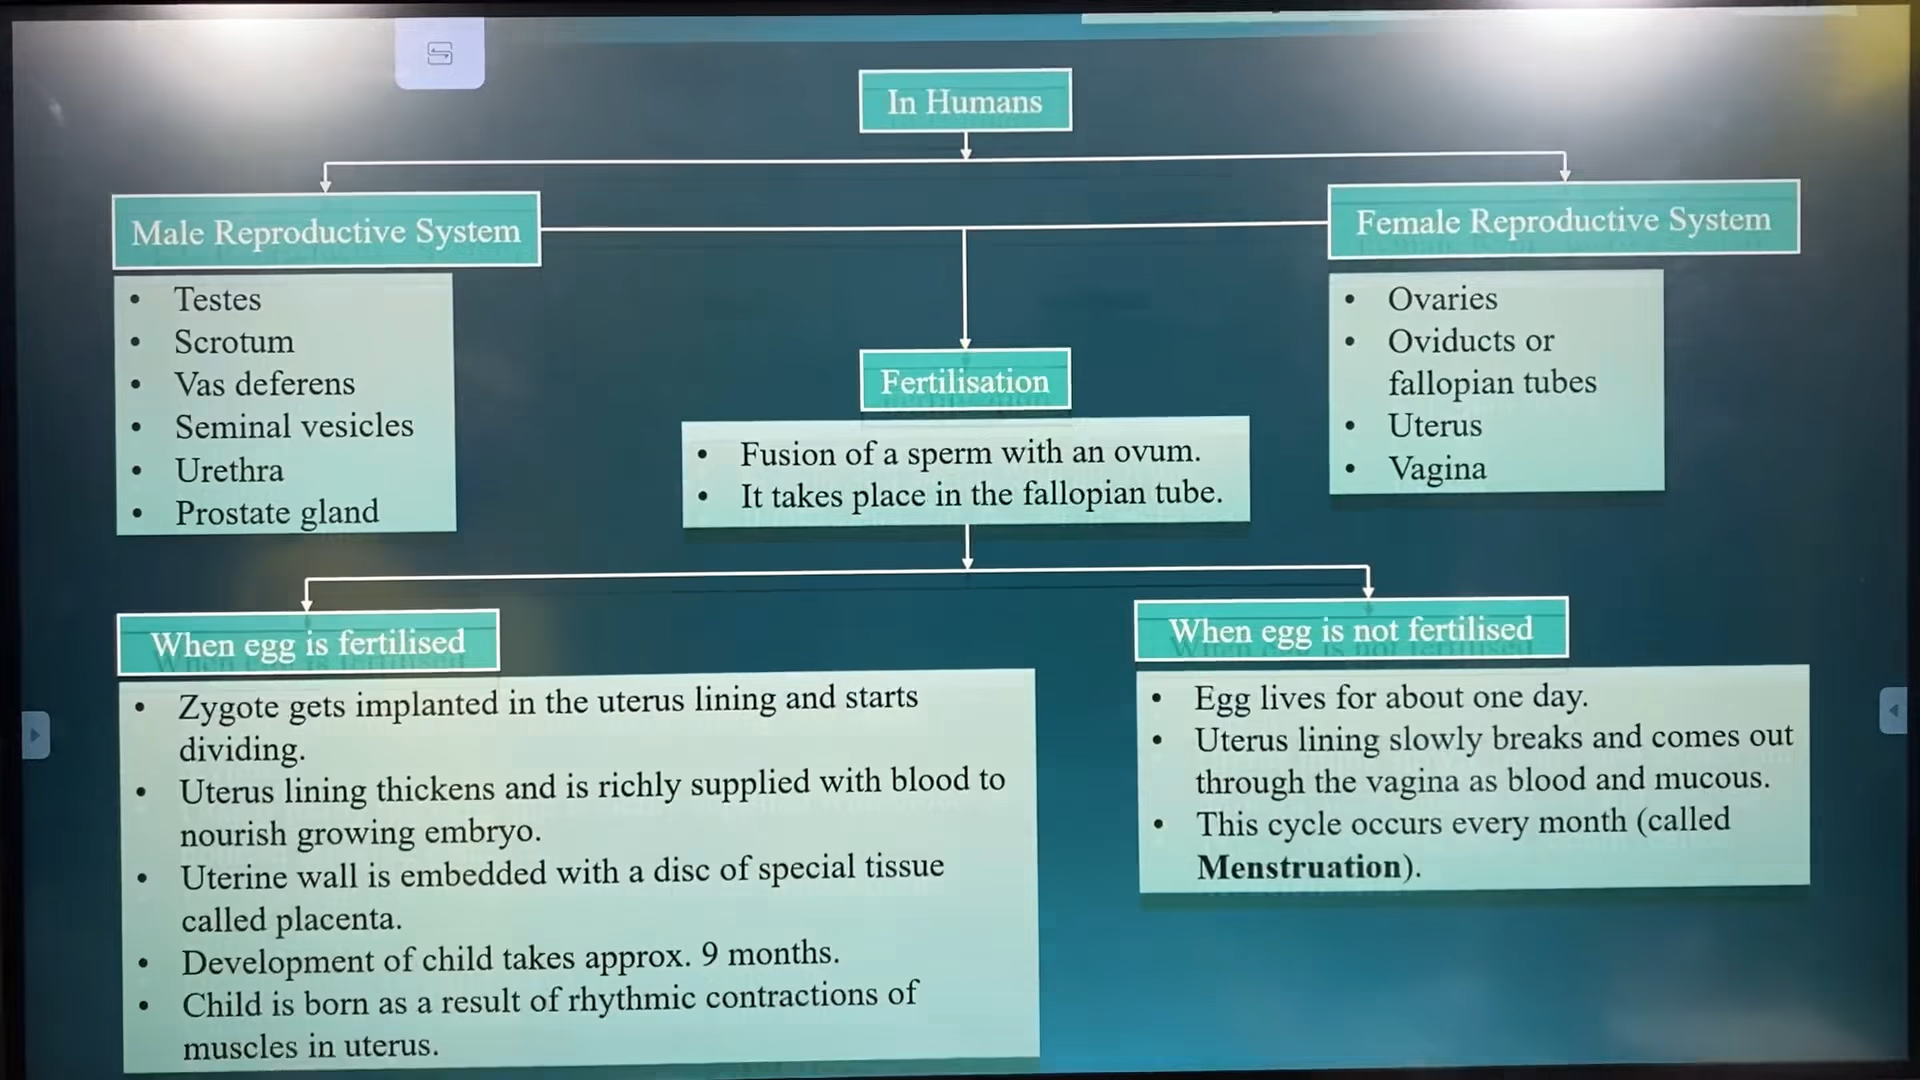 In Humans
Male Reproductive System
Female Reproductive System
• Testes
• Scrotum
• Vas deferens
• Seminal vesicles
• Urethra
• Prostate gland
• Ovaries
• Oviducts or
fallopian tubes
• Uterus
• Vagina
Fertilisation
• Fusion of a sperm with an ovum.
• It takes place in the fallopian tube.
When egg is fertilised
• Zygote gets implanted in the uterus lining and starts
dividing.
• Uterus lining thickens and is richly supplied with blood to
nourish growing embryo.
• Uterine wall is embedded with a disc of special tissue
called placenta.
• Development of child takes approx. 9 months.
• Child is born as a result of rhythmic contractions of
muscles in uterus.
When egg is not fertilised
• Egg lives for about one day.
• Uterus lining slowly breaks and comes out
through the vagina as blood and mucous.
• This cycle occurs every month (called
Menstruation).